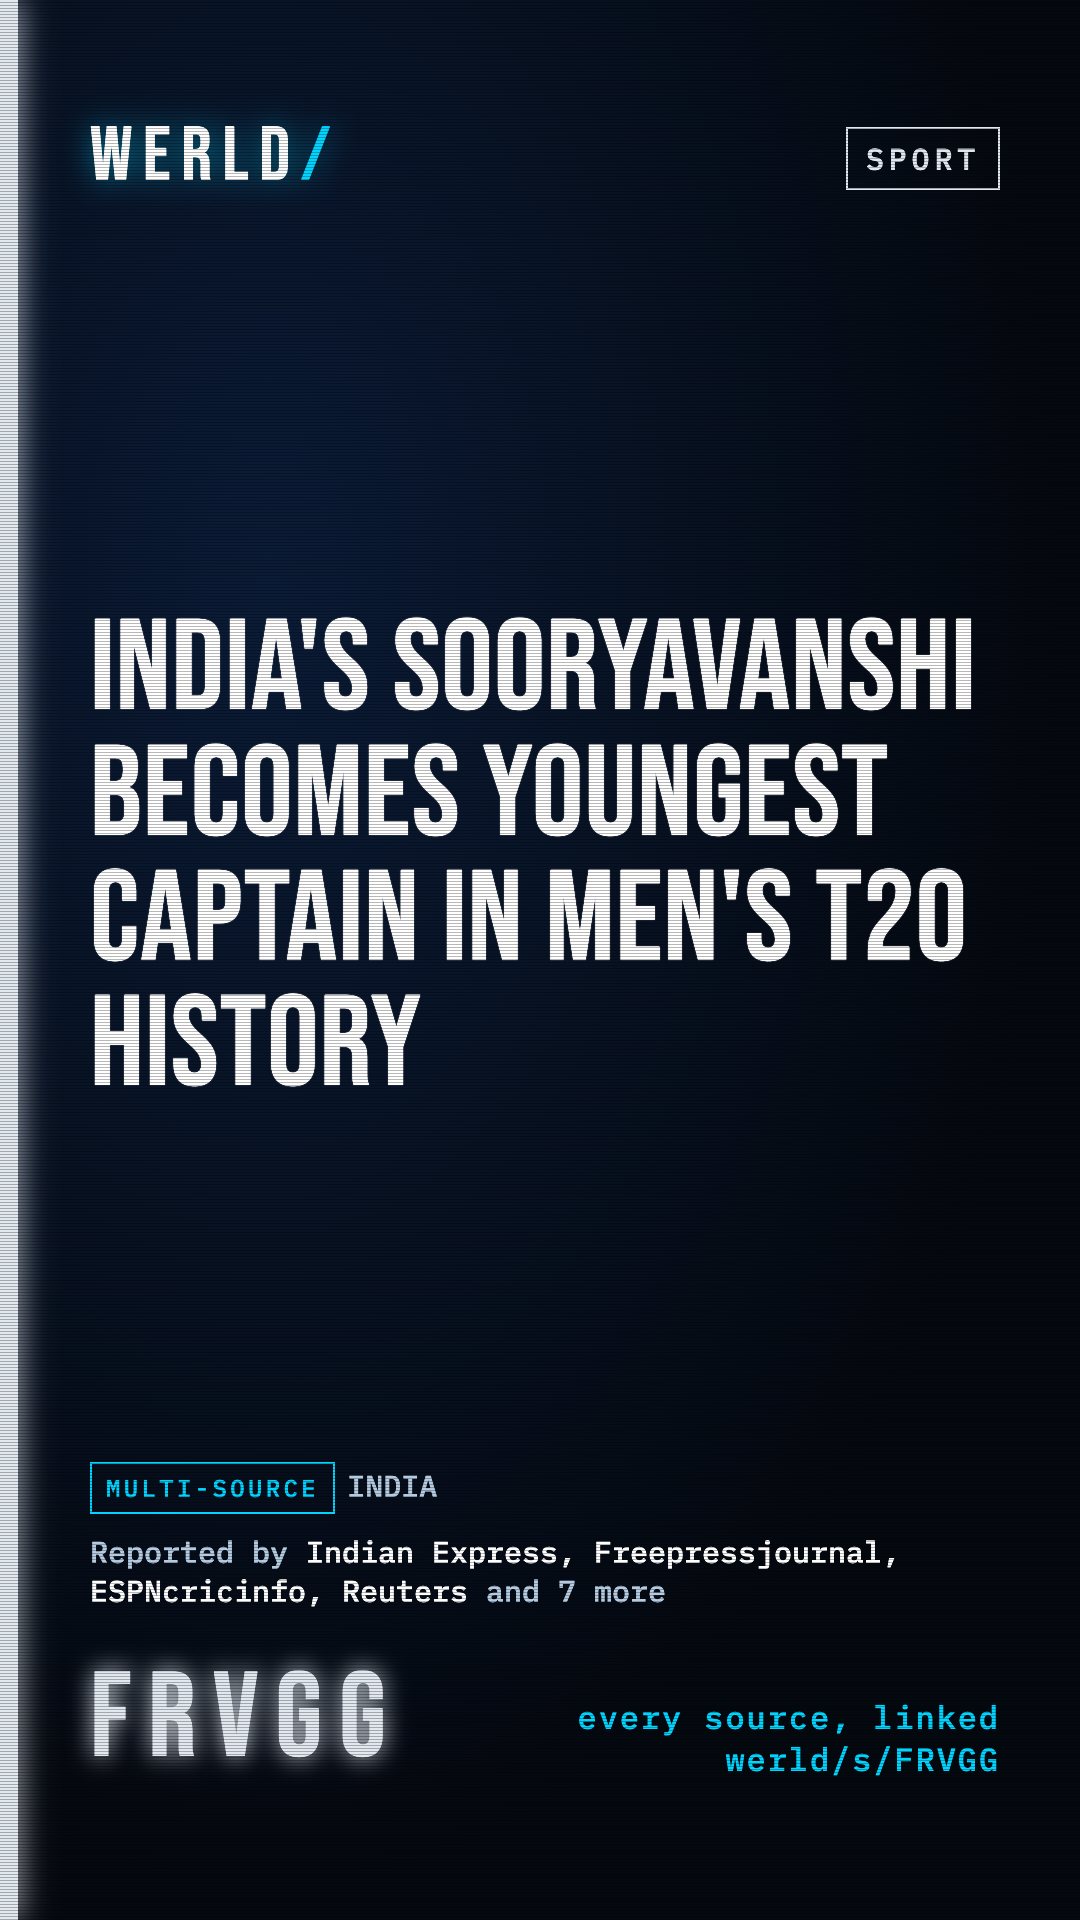 WERLD/
SPORT
INDIA'S SOORYAVANSHI
BECOMES YOUNGEST
CAPTAIN IN MEN'S T20
HISTORY
MULTI-SOURCE INDIA
Reported by Indian Express, Freepressjournal,
ESPNcricinfo, Reuters and 7 more
FRVGG
every source, linked
werld/s/FRVGG